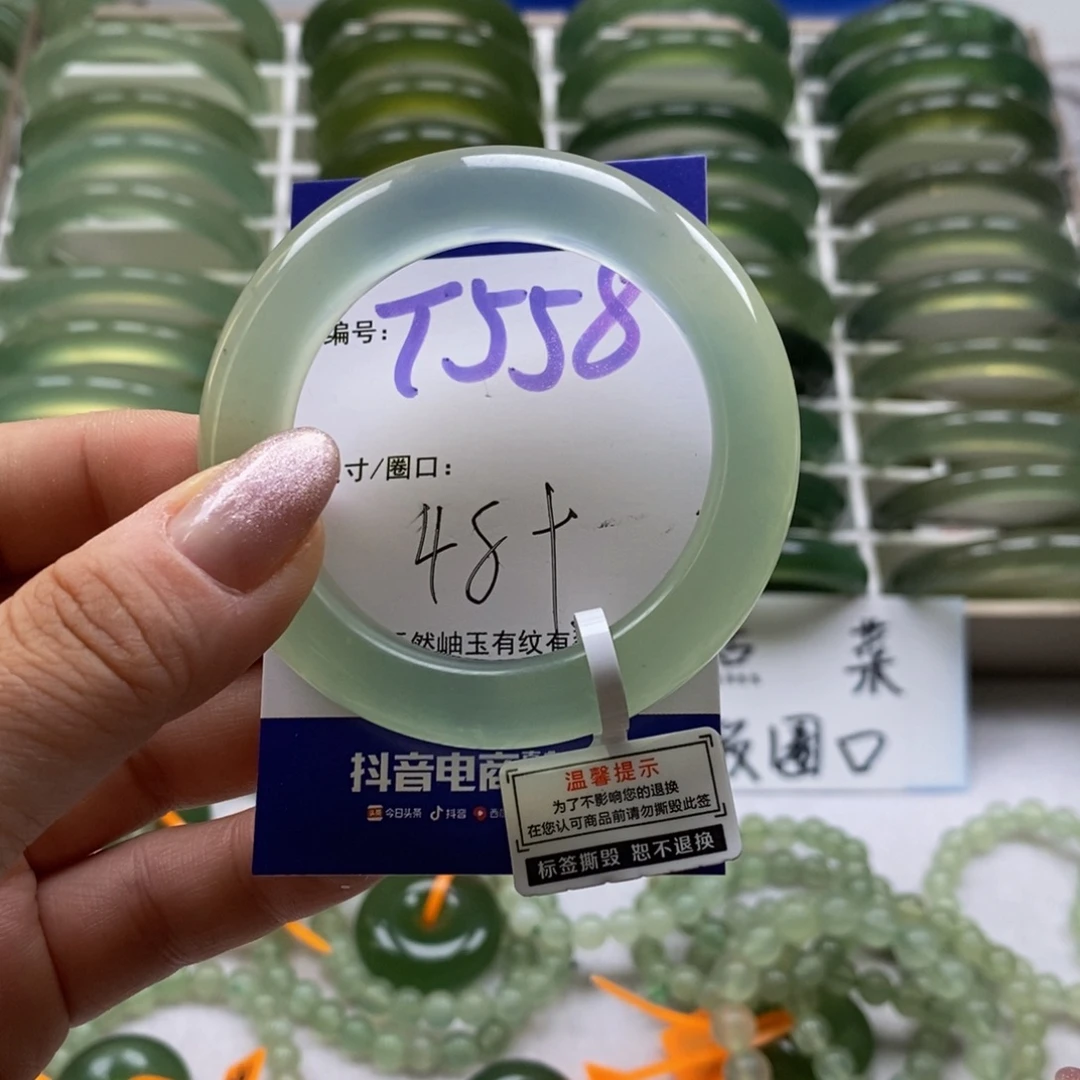 编号:T558
寸/圈口:
48+
然岫玉有纹有
抖音电商
今日头条 抖音 西
温馨提示
为了不影响您的退换
在您认可商品前请勿撕毁此签
标签撕毁 恕不退换
菜
圈口